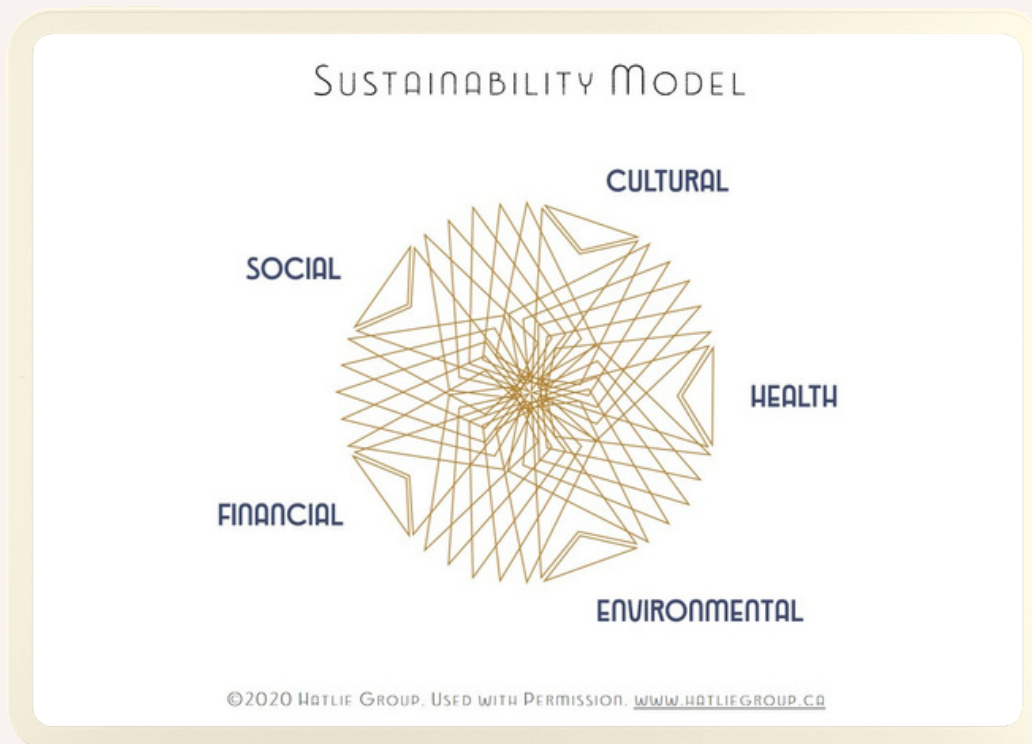 SUSTAINABILITY MODEL
CULTURAL
SOCIAL
HEALTH
FINANCIAL
ENVIRONMENTAL
©2020 HATLIE GROUP. USED WITH PERMISSION. WWW.HATLIEGROUP.CA